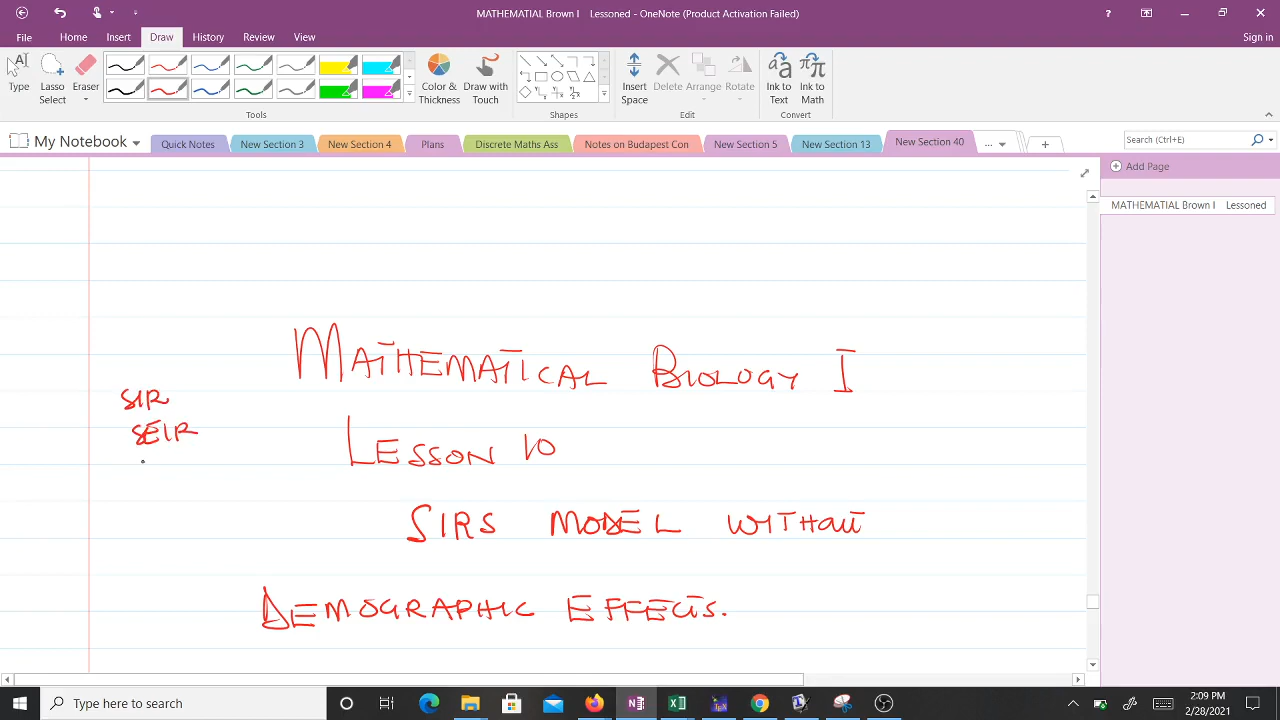 MATHEMATIAL Brown I Lessoned - OneNote (Product Activation Failed)
File Home Insert Draw History Review View
Sign in
Type
Lasso Select
Eraser
Color & Thickness
Draw with Touch
Insert Space
Delete
Arrange
Rotate
Ink to Text
Ink to Math
Tools Shapes Edit Convert
My Notebook Quick Notes New Section 3 New Section 4 Plans Discrete Maths Ass Notes on Budapest Con New Section 5 New Section 13 New Section 40 ...
Search (Ctrl+E)
Add Page
MATHEMATIAL Brown I Lessoned
MATHEMATICAL BIOLOGY I
SIR
SEIR
LESSON 10
SIRS MODEL WITHOUT
DEMOGRAPHIC EFFECTS.
Type here to search
2:09 PM
2/28/2021